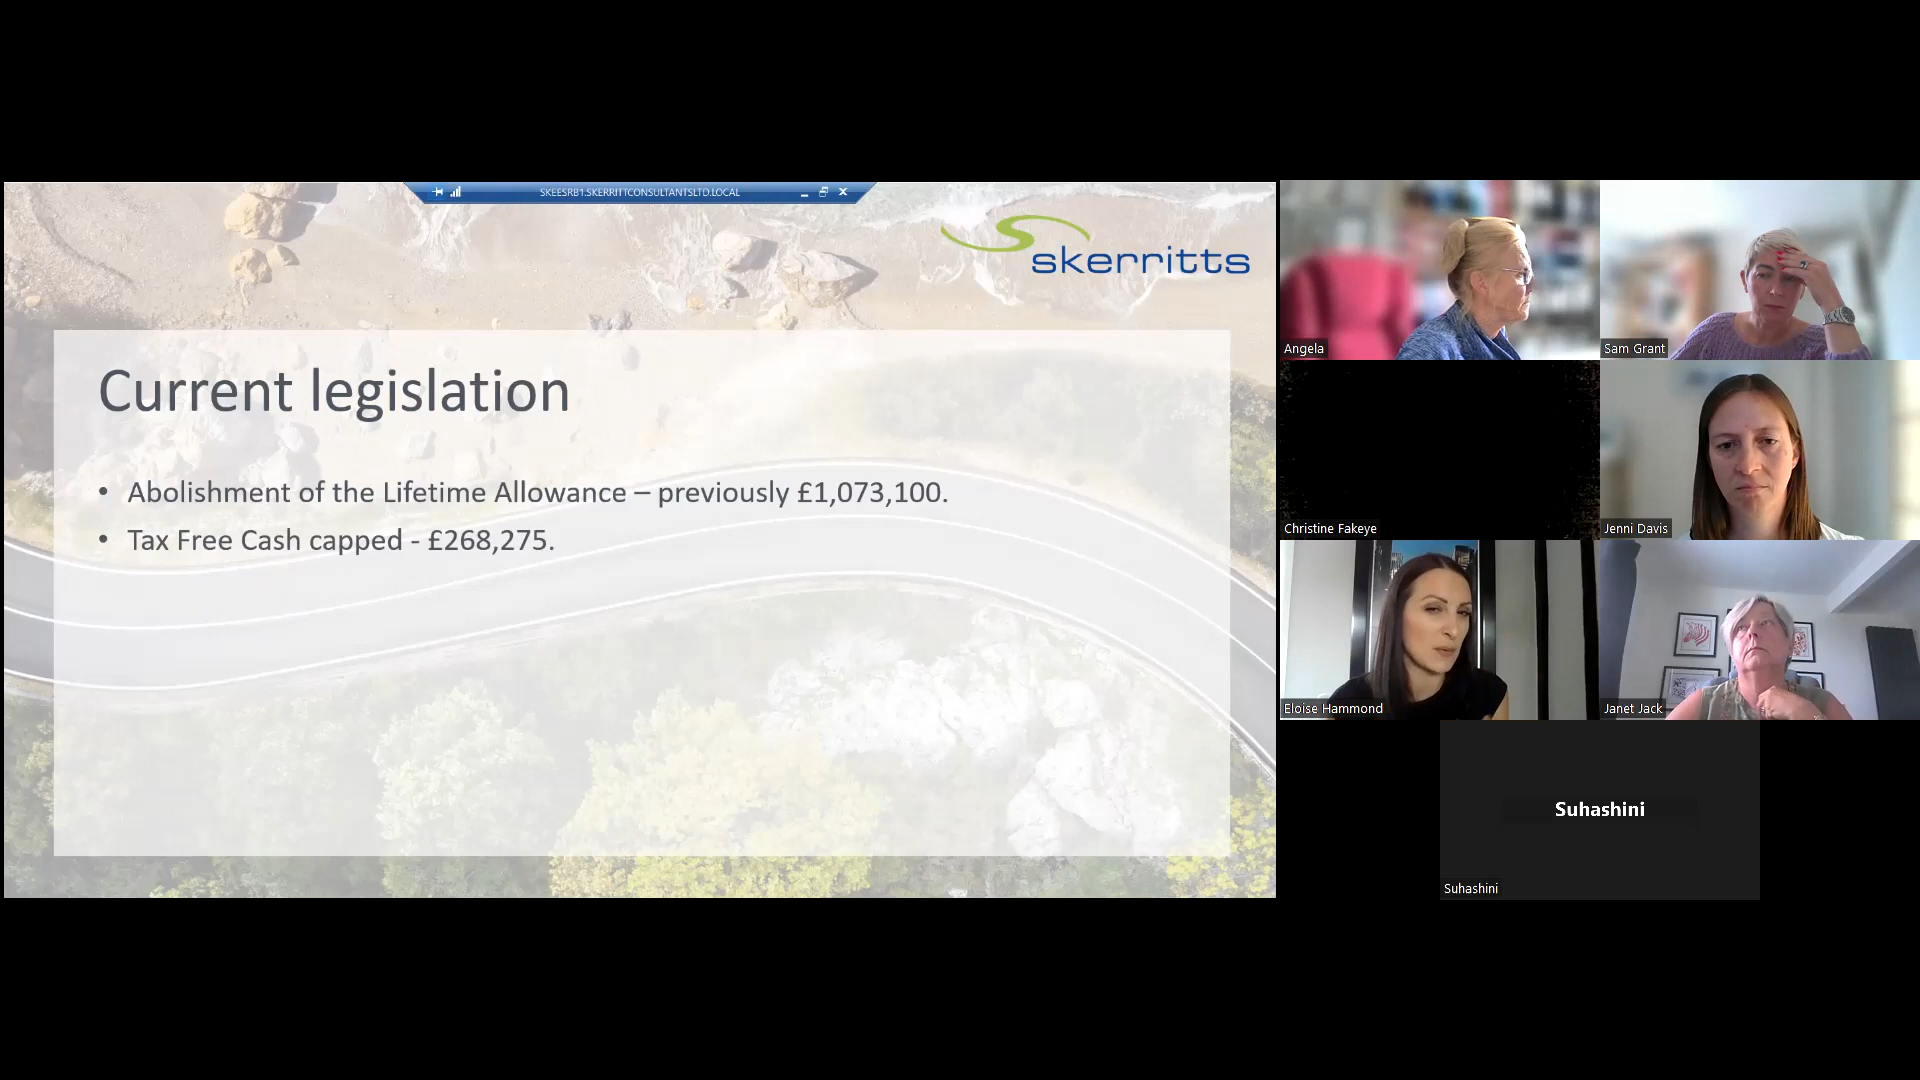 SKEESRB1.SKERRITTCONSULTANTSLTD.LOCAL
skerritts
Current legislation
• Abolishment of the Lifetime Allowance – previously £1,073,100.
• Tax Free Cash capped - £268,275.
Angela
Sam Grant
Christine Fakeye
Jenni Davis
Eloise Hammond
Janet Jack
Suhashini
Suhashini